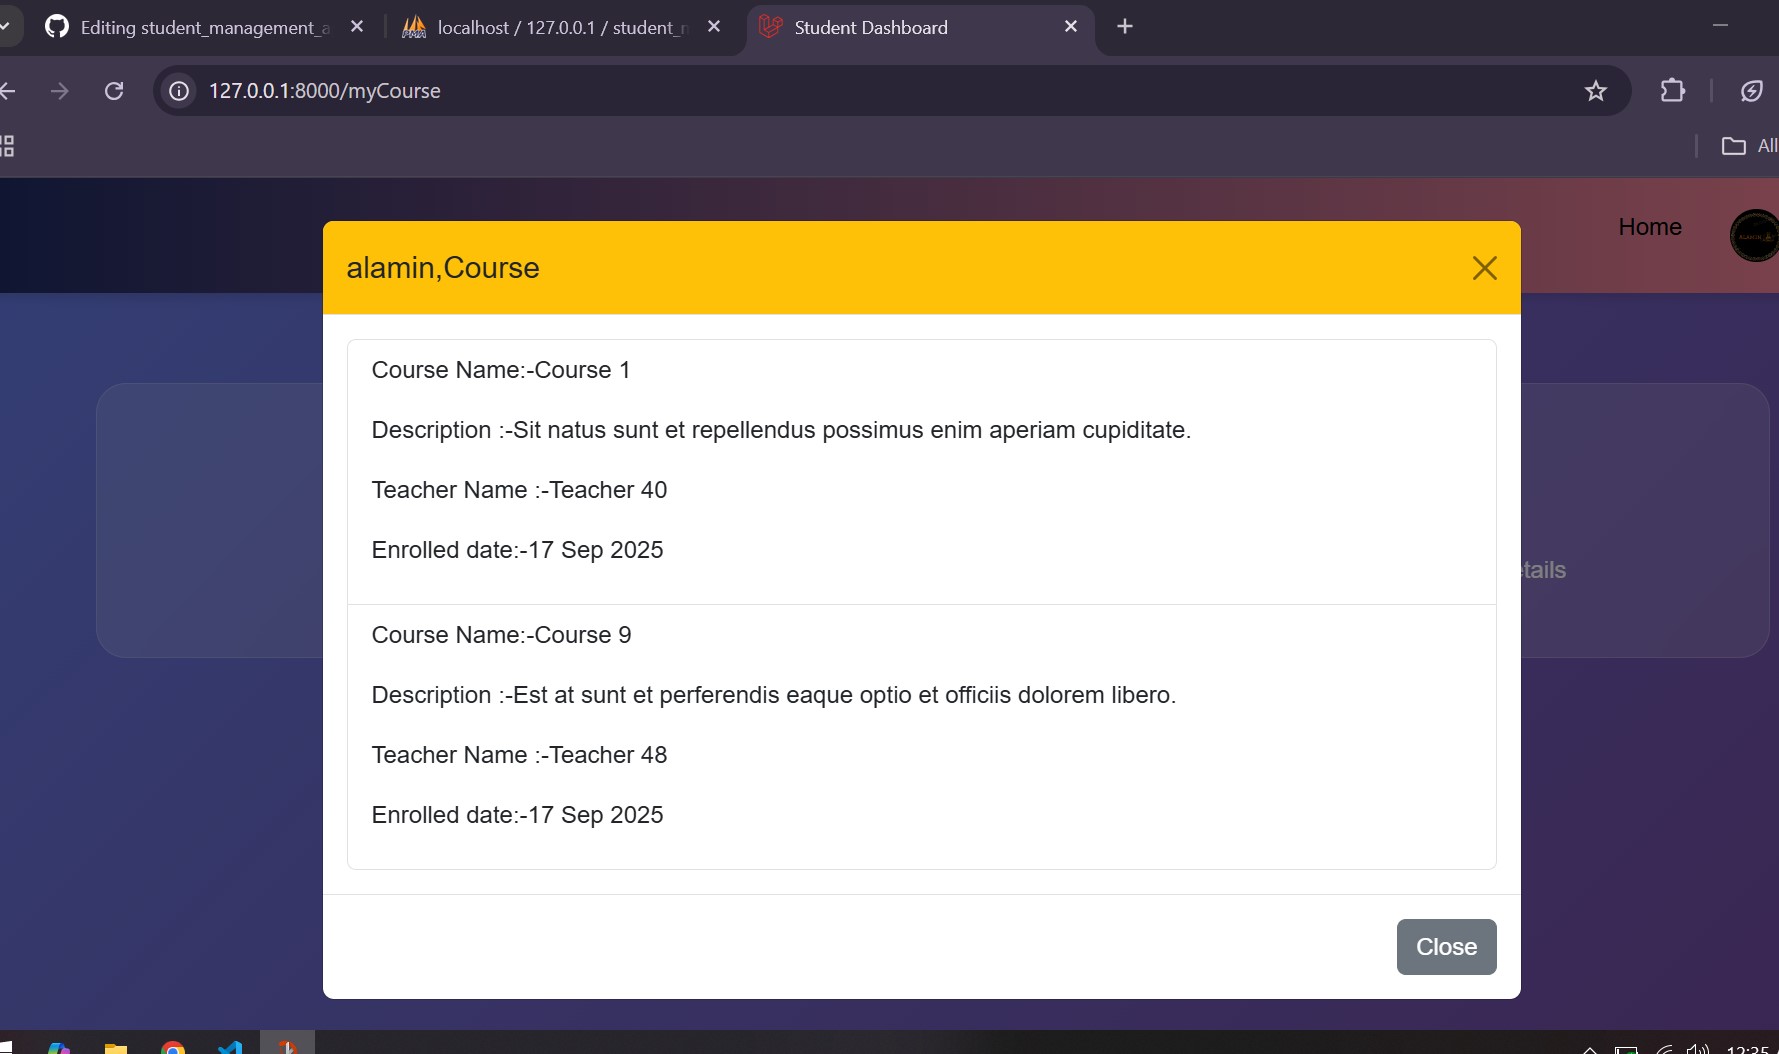 Editing student_management_a
localhost / 127.0.0.1 / student_m
Student Dashboard
127.0.0.1:8000/myCourse
All
Home
alamin,Course
Course Name:-Course 1
Description :-Sit natus sunt et repellendus possimus enim aperiam cupiditate.
Teacher Name :-Teacher 40
Enrolled date:-17 Sep 2025
etails
Course Name:-Course 9
Description :-Est at sunt et perferendis eaque optio et officiis dolorem libero.
Teacher Name :-Teacher 48
Enrolled date:-17 Sep 2025
Close
12:35